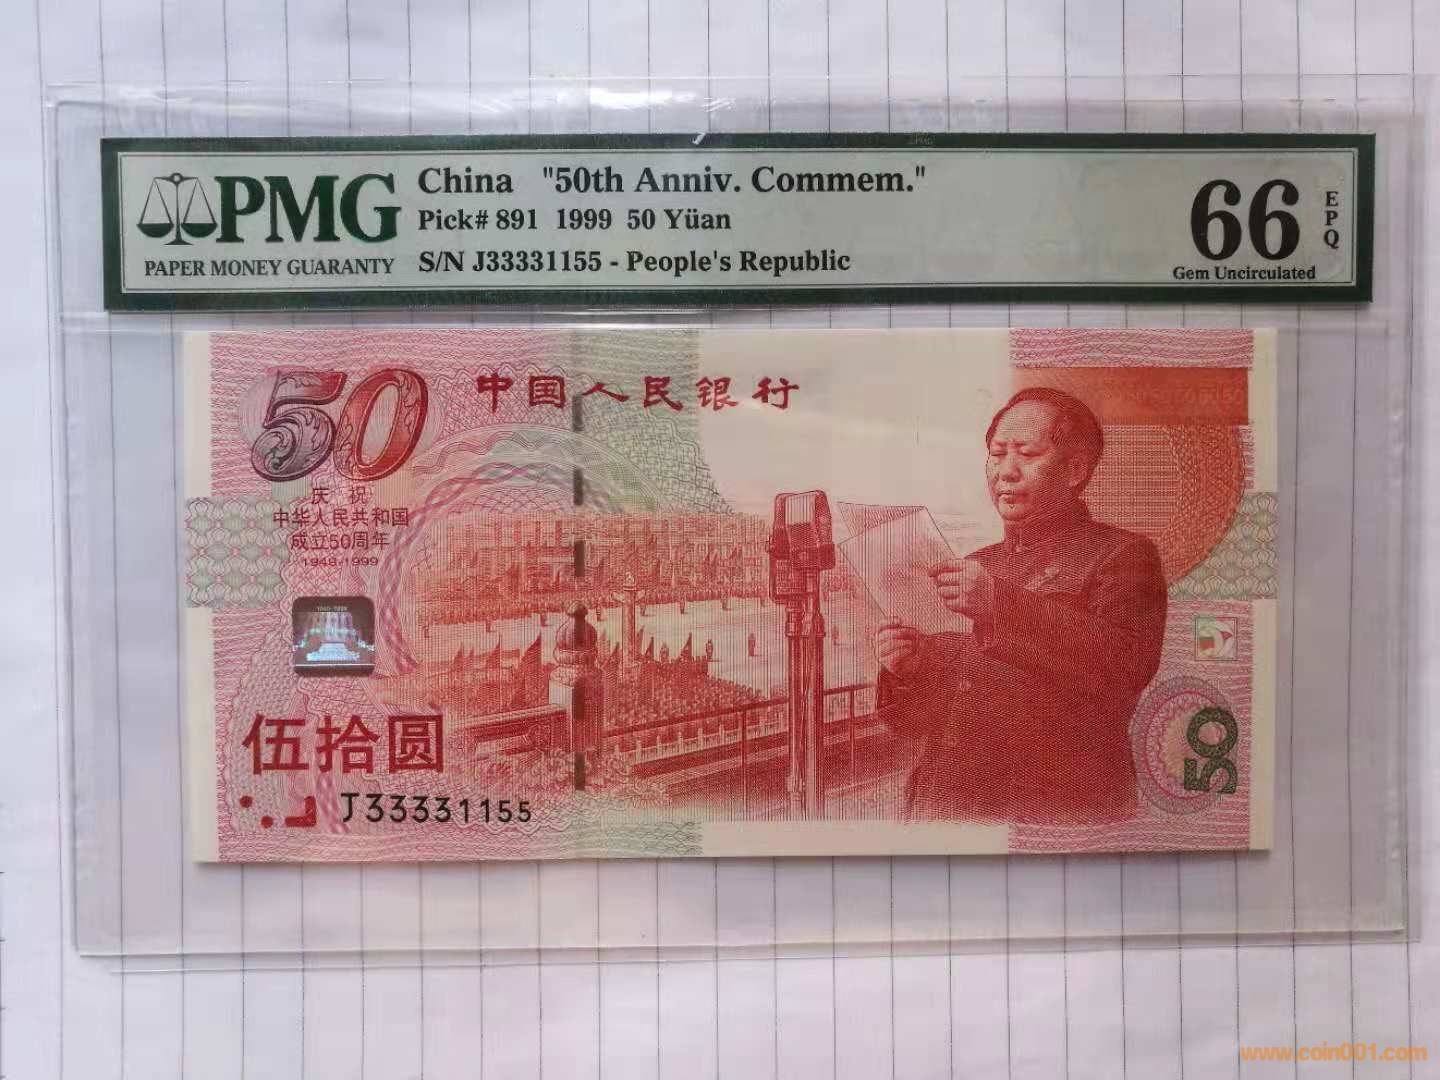 China "50th Anniv. Commem."
PMG
Pick# 891 1999 50 Yüan
PAPER MONEY GUARANTY
S/N J33331155 - People's Republic
66
EPQ
Gem Uncirculated
50
中国人民银行
庆祝
中华人民共和国
成立50周年
1949-1999
1949-1999
伍拾圆
J33331155
50
www.coin001.com